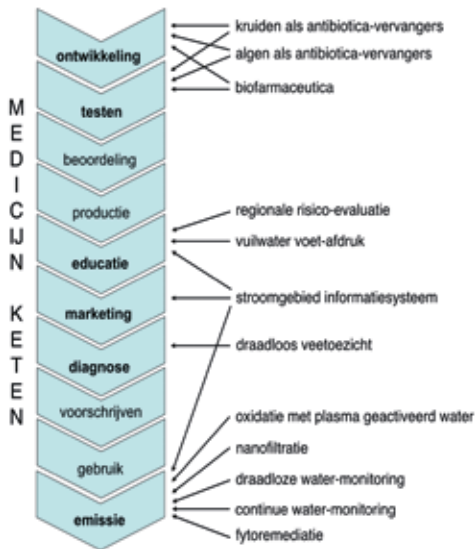 MEDICIJN KETEN
ontwikkeling
testen
beoordeling
productie
educatie
marketing
diagnose
voorschrijven
gebruik
emissie
kruiden als antibiotica-vervangers
algen als antibiotica-vervangers
biofarmaceutica
regionale risico-evaluatie
vuilwater voet-afdruk
stroomgebied informatiesysteem
draadloos veetoezicht
oxidatie met plasma geactiveerd water
nanofiltratie
draadloze water-monitoring
continue water-monitoring
fytoremediatie